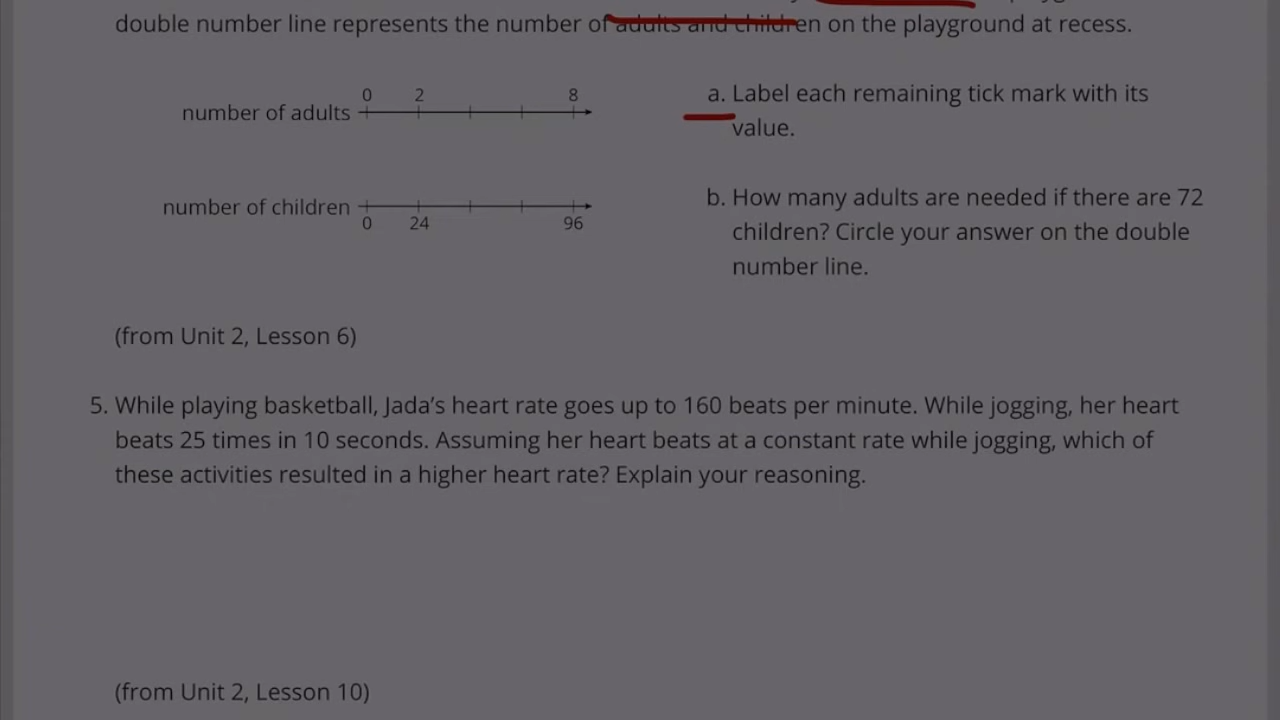 double number line represents the number of adults and children on the playground at recess.
0 2 8
number of adults
number of children
0 24 96
a. Label each remaining tick mark with its
value.
b. How many adults are needed if there are 72
children? Circle your answer on the double
number line.
(from Unit 2, Lesson 6)
5. While playing basketball, Jada’s heart rate goes up to 160 beats per minute. While jogging, her heart
beats 25 times in 10 seconds. Assuming her heart beats at a constant rate while jogging, which of
these activities resulted in a higher heart rate? Explain your reasoning.
(from Unit 2, Lesson 10)